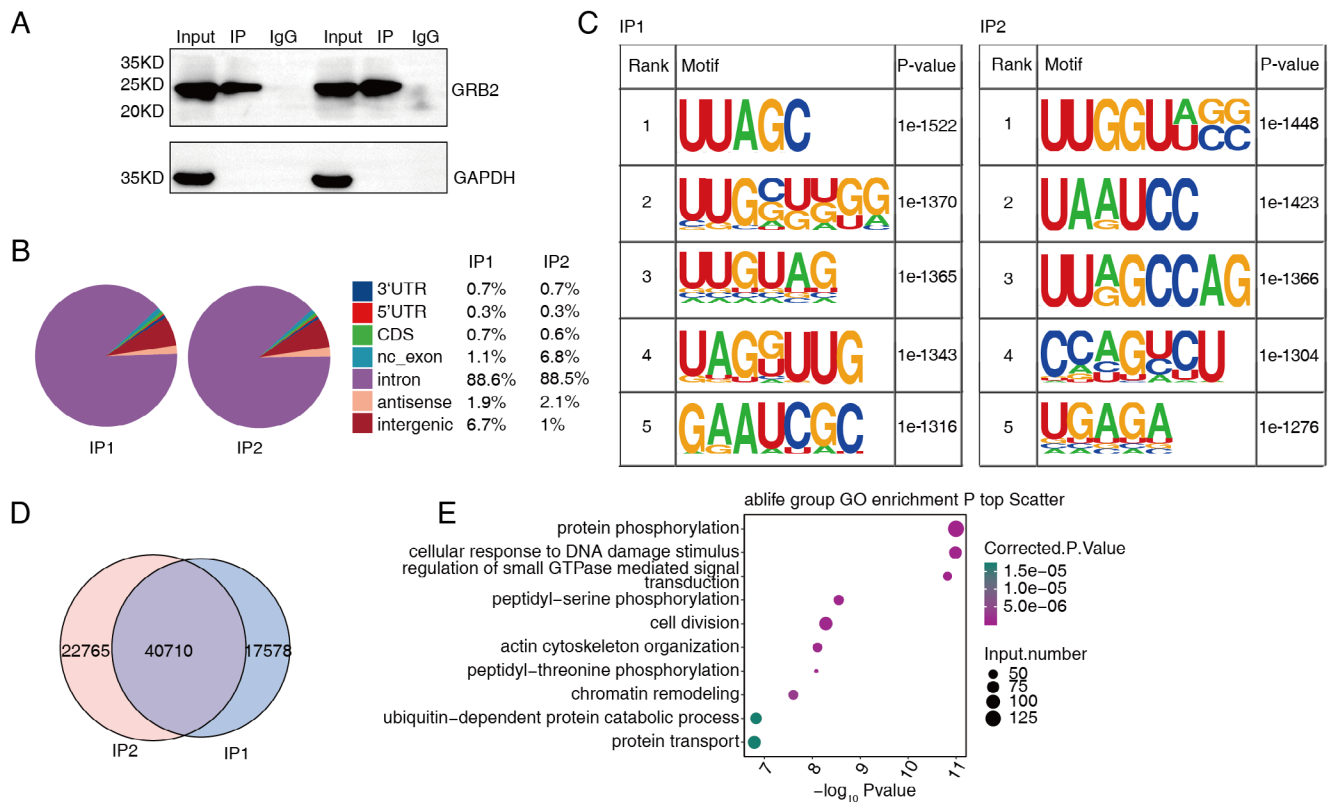 A
Input IP IgG Input IP IgG
35KD
25KD
20KD
GRB2
35KD
GAPDH
B
IP1 IP2
3'UTR 0.7% 0.7%
5'UTR 0.3% 0.3%
CDS 0.7% 0.6%
nc_exon 1.1% 6.8%
intron 88.6% 88.5%
antisense 1.9% 2.1%
intergenic 6.7% 1%
IP1 IP2
C
IP1
Rank Motif P-value
1 UUAGC 1e-1522
2 UUGCUUGG 1e-1370
3 UUGUAG 1e-1365
4 UAGUUUG 1e-1343
5 GAAUCGC 1e-1316
IP2
Rank Motif P-value
1 UUGGUAGG 1e-1448
2 UAAUCC 1e-1423
3 UUAGCCAG 1e-1366
4 CCAGUCU 1e-1304
5 UGAGA 1e-1276
D
22765 40710 17578
IP2 IP1
E
ablife group GO enrichment P top Scatter
protein phosphorylation
cellular response to DNA damage stimulus
regulation of small GTPase mediated signal
transduction
peptidyl-serine phosphorylation
cell division
actin cytoskeleton organization
peptidyl-threonine phosphorylation
chromatin remodeling
ubiquitin-dependent protein catabolic process
protein transport
7 8 9 10 11
-log10 Pvalue
Corrected.P.Value
1.5e-05
1.0e-05
5.0e-06
Input.number
50
75
100
125